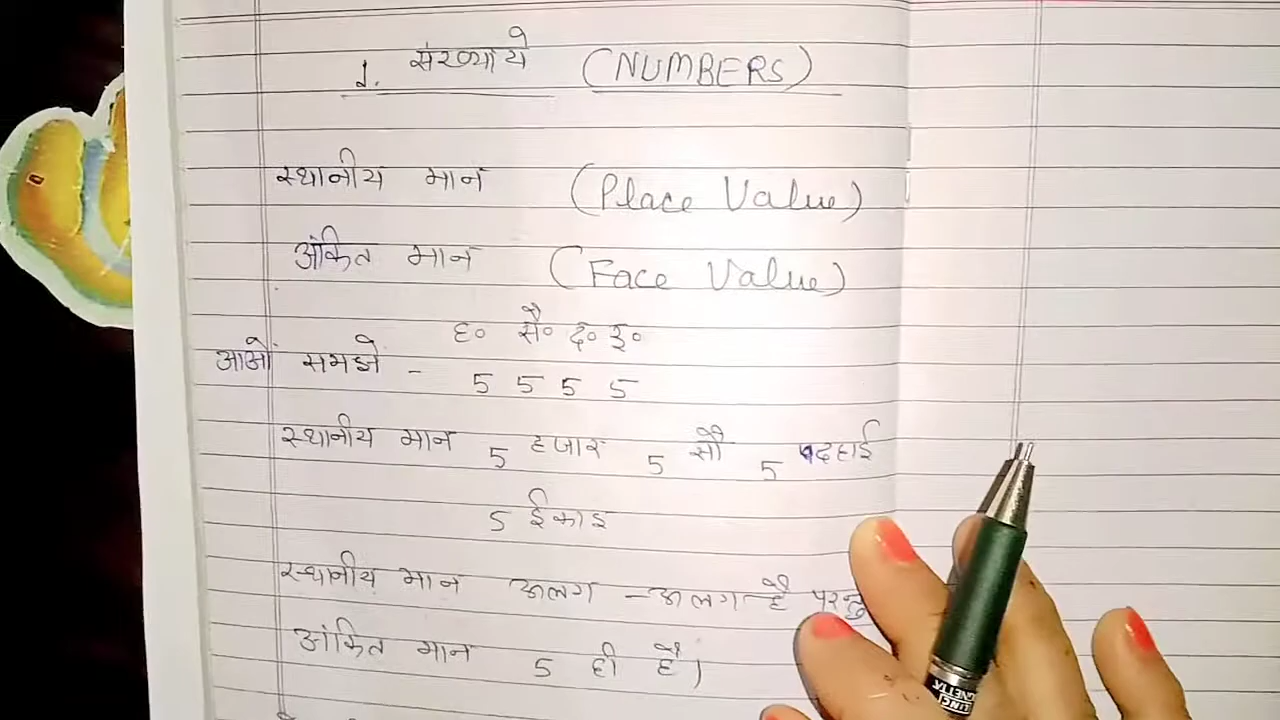 1. संख्याये (NUMBERS)
स्थानीय मान (Place Value)
अंकित मान (Face Value)
ह० सै० द० इ०
आओं समझे - 5 5 5 5
स्थानीय मान 5 हजार 5 सौ 5 दहाई
5 ईकाइ
स्थानीय मान अलग - अलग है परन्तु
अंकित मान 5 ही है।